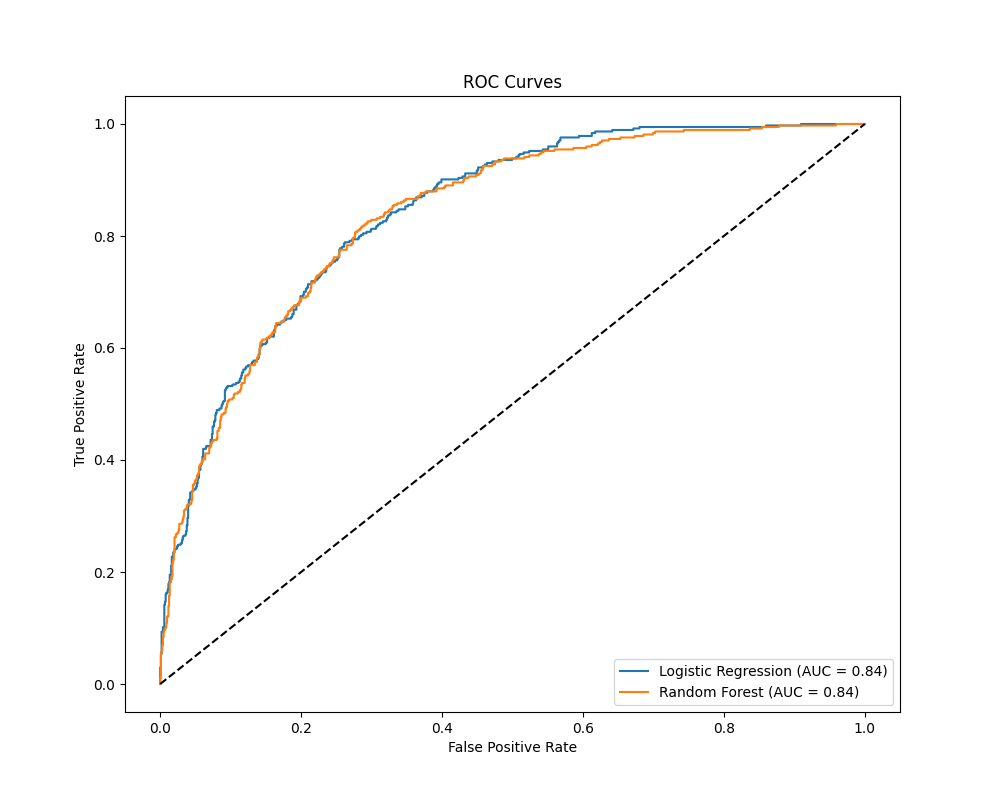 ROC Curves
1.0
0.8
0.6
0.4
0.2
0.0
True Positive Rate
0.0 0.2 0.4 0.6 0.8 1.0
False Positive Rate
Logistic Regression (AUC = 0.84)
Random Forest (AUC = 0.84)